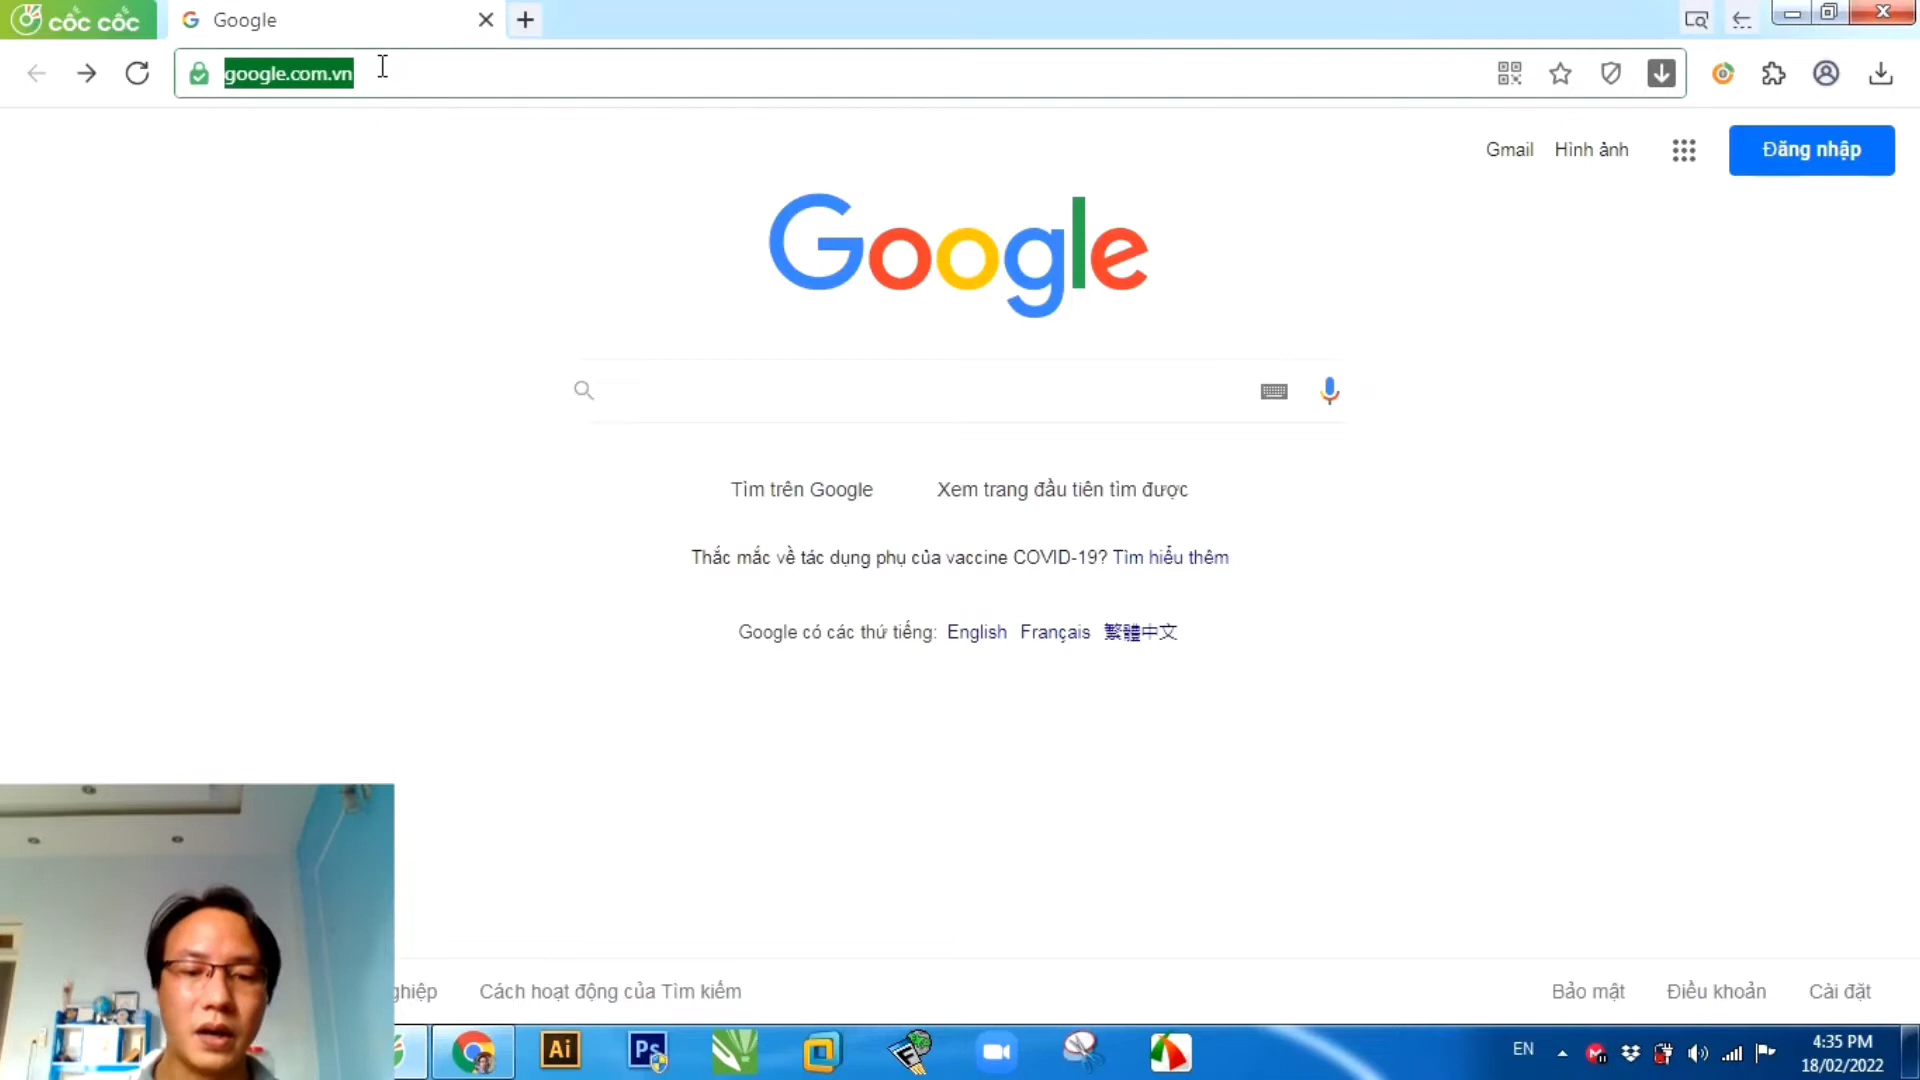 cốc cốc
Google
google.com.vn
Gmail Hình ảnh
Đăng nhập
Google
Tìm trên Google
Xem trang đầu tiên tìm được
Thắc mắc về tác dụng phụ của vaccine COVID-19? Tìm hiểu thêm
Google có các thứ tiếng: English Français 繁體中文
ghiệp
Cách hoạt động của Tìm kiếm
Bảo mật
Điều khoản
Cài đặt
Ai
Ps
EN
4:35 PM
18/02/2022